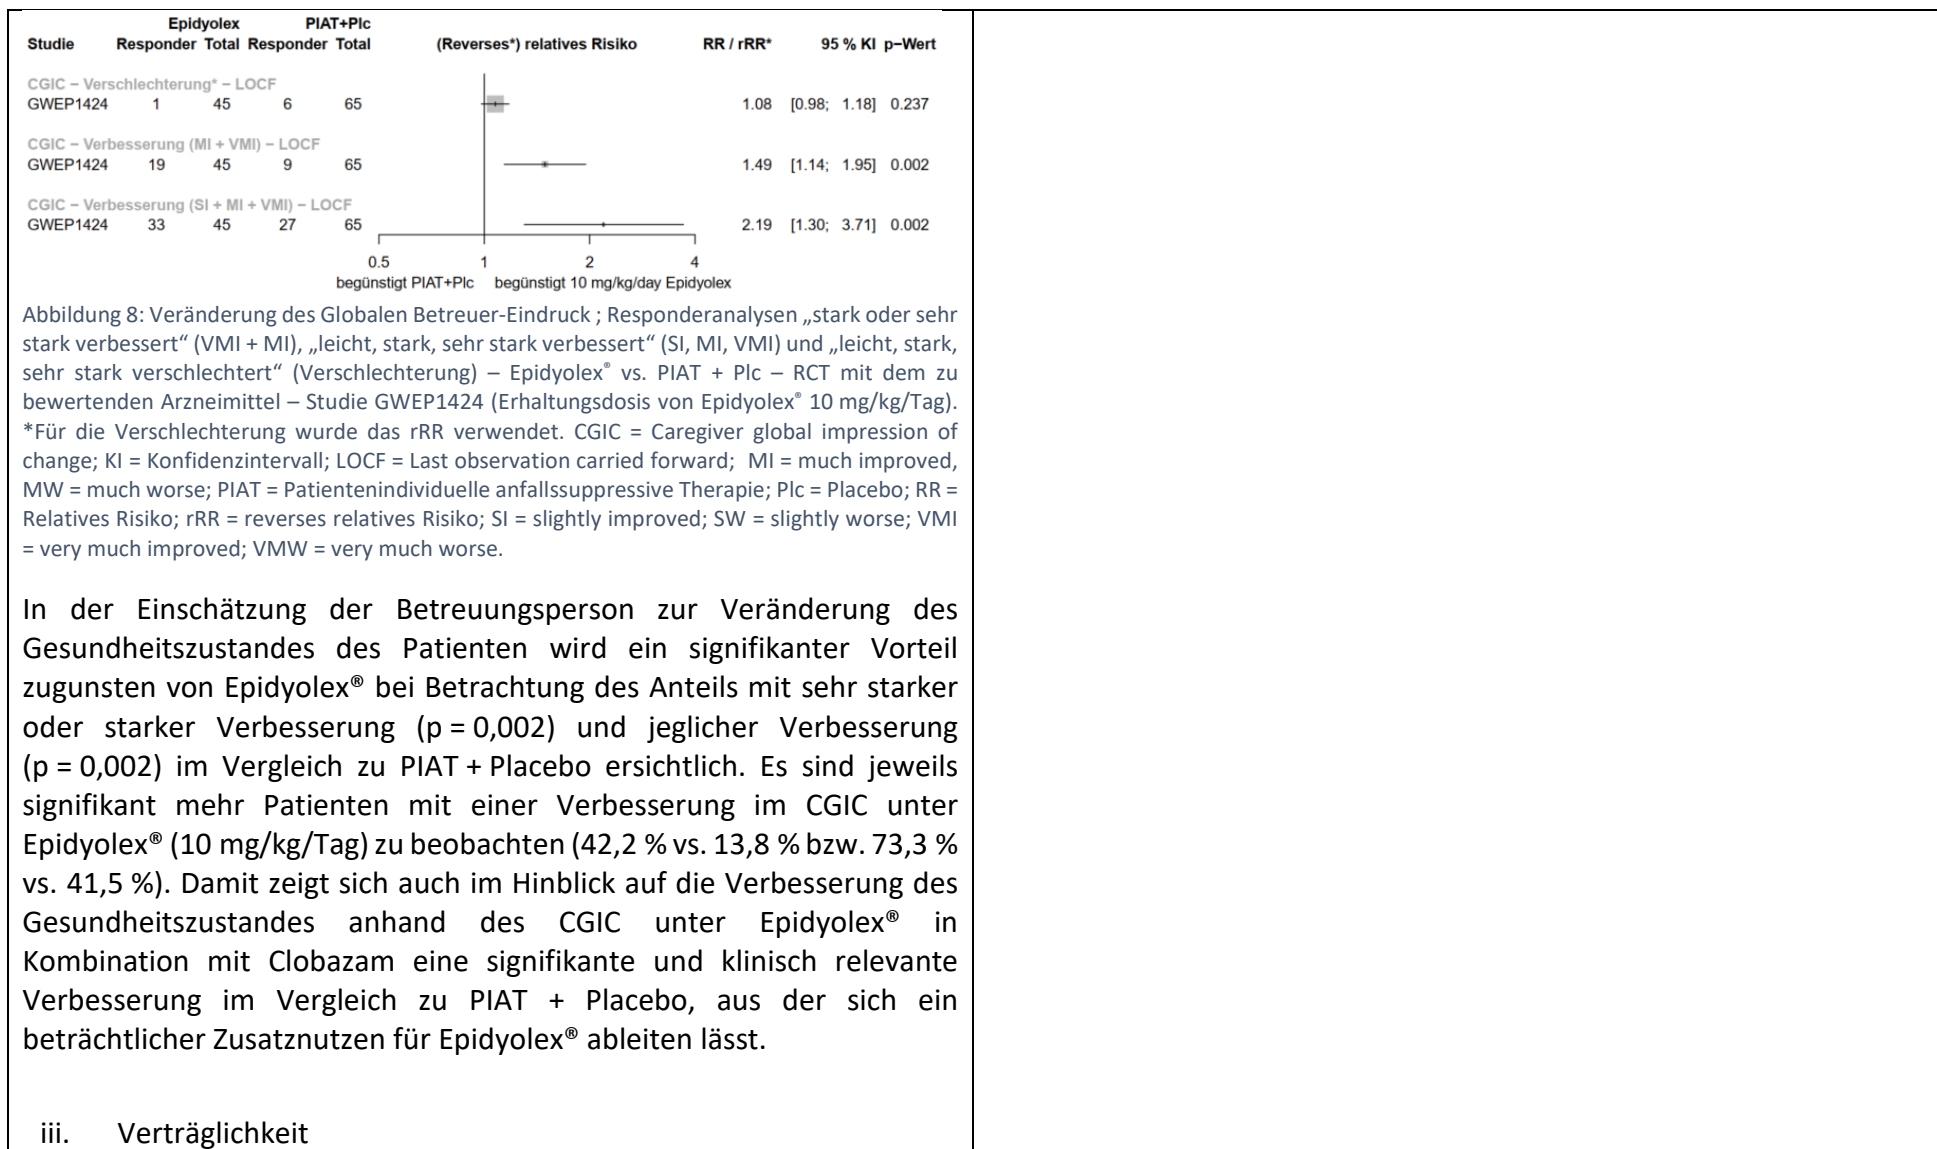 Epidyolex PIAT+Plc
Studie Responder Total Responder Total (Reverses*) relatives Risiko RR / rRR* 95 % KI p−Wert
CGIC − Verschlechterung* − LOCF
GWEP1424 1 45 6 65 1.08 [0.98; 1.18] 0.237
CGIC − Verbesserung (MI + VMI) − LOCF
GWEP1424 19 45 9 65 1.49 [1.14; 1.95] 0.002
CGIC − Verbesserung (SI + MI + VMI) − LOCF
GWEP1424 33 45 27 65 2.19 [1.30; 3.71] 0.002
0.5 1 2 4
begünstigt PIAT+Plc begünstigt 10 mg/kg/day Epidyolex
Abbildung 8: Veränderung des Globalen Betreuer-Eindruck ; Responderanalysen „stark oder sehr
stark verbessert“ (VMI + MI), „leicht, stark, sehr stark verbessert“ (SI, MI, VMI) und „leicht, stark,
sehr stark verschlechtert“ (Verschlechterung) – Epidyolex® vs. PIAT + Plc – RCT mit dem zu
bewertenden Arzneimittel – Studie GWEP1424 (Erhaltungsdosis von Epidyolex® 10 mg/kg/Tag).
*Für die Verschlechterung wurde das rRR verwendet. CGIC = Caregiver global impression of
change; KI = Konfidenzintervall; LOCF = Last observation carried forward; MI = much improved,
MW = much worse; PIAT = Patientenindividuelle anfallssuppressive Therapie; Plc = Placebo; RR =
Relatives Risiko; rRR = reverses relatives Risiko; SI = slightly improved; SW = slightly worse; VMI
= very much improved; VMW = very much worse.
In der Einschätzung der Betreuungsperson zur Veränderung des
Gesundheitszustandes des Patienten wird ein signifikanter Vorteil
zugunsten von Epidyolex® bei Betrachtung des Anteils mit sehr starker
oder starker Verbesserung (p = 0,002) und jeglicher Verbesserung
(p = 0,002) im Vergleich zu PIAT + Placebo ersichtlich. Es sind jeweils
signifikant mehr Patienten mit einer Verbesserung im CGIC unter
Epidyolex® (10 mg/kg/Tag) zu beobachten (42,2 % vs. 13,8 % bzw. 73,3 %
vs. 41,5 %). Damit zeigt sich auch im Hinblick auf die Verbesserung des
Gesundheitszustandes anhand des CGIC unter Epidyolex® in
Kombination mit Clobazam eine signifikante und klinisch relevante
Verbesserung im Vergleich zu PIAT + Placebo, aus der sich ein
beträchtlicher Zusatznutzen für Epidyolex® ableiten lässt.
iii. Verträglichkeit